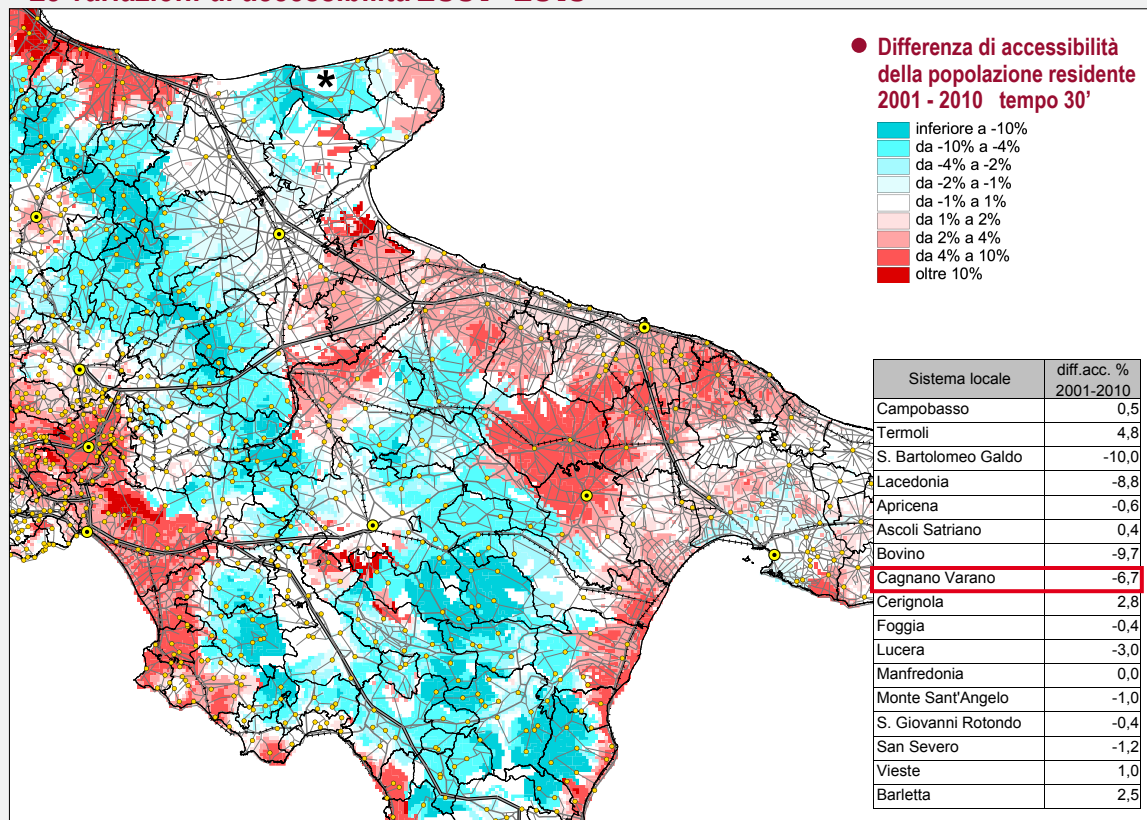 ● Differenza di accessibilità
della popolazione residente
2001 - 2010 tempo 30’
inferiore a -10%
da -10% a -4%
da -4% a -2%
da -2% a -1%
da -1% a 1%
da 1% a 2%
da 2% a 4%
da 4% a 10%
oltre 10%
*
Sistema locale diff.acc. % 2001-2010
Campobasso 0,5
Termoli 4,8
S. Bartolomeo Galdo -10,0
Lacedonia -8,8
Apricena -0,6
Ascoli Satriano 0,4
Bovino -9,7
Cagnano Varano -6,7
Cerignola 2,8
Foggia -0,4
Lucera -3,0
Manfredonia 0,0
Monte Sant'Angelo -1,0
S. Giovanni Rotondo -0,4
San Severo -1,2
Vieste 1,0
Barletta 2,5